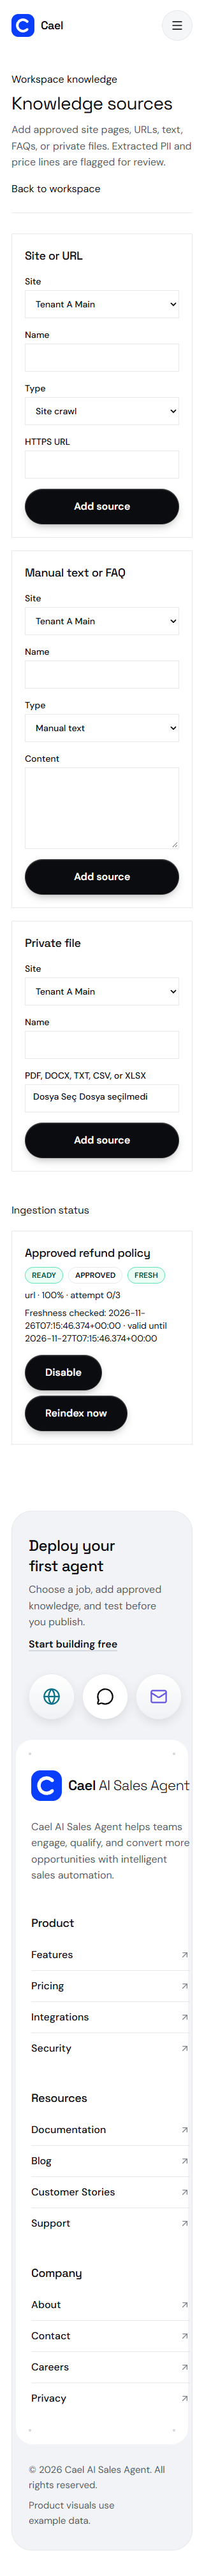 Cael
Workspace knowledge
Knowledge sources
Add approved site pages, URLs, text,
FAQs, or private files. Extracted PII and
price lines are flagged for review.
Back to workspace
Site or URL
Site
Tenant A Main
Name
Type
Site crawl
HTTPS URL
Add source
Manual text or FAQ
Site
Tenant A Main
Name
Type
Manual text
Content
Add source
Private file
Site
Tenant A Main
Name
PDF, DOCX, TXT, CSV, or XLSX
Dosya Seç Dosya seçilmedi
Add source
Ingestion status
Approved refund policy
READY APPROVED FRESH
url · 100% · attempt 0/3
Freshness checked: 2026-11-
26T07:15:46.374+00:00 · valid until
2026-11-27T07:15:46.374+00:00
Disable
Reindex now
Deploy your
first agent
Choose a job, add approved
knowledge, and test before
you publish.
Start building free
Cael AI Sales Agent
Cael AI Sales Agent helps teams
engage, qualify, and convert more
opportunities with intelligent
sales automation.
Product
Features
Pricing
Integrations
Security
Resources
Documentation
Blog
Customer Stories
Support
Company
About
Contact
Careers
Privacy
© 2026 Cael AI Sales Agent. All
rights reserved.
Product visuals use
example data.